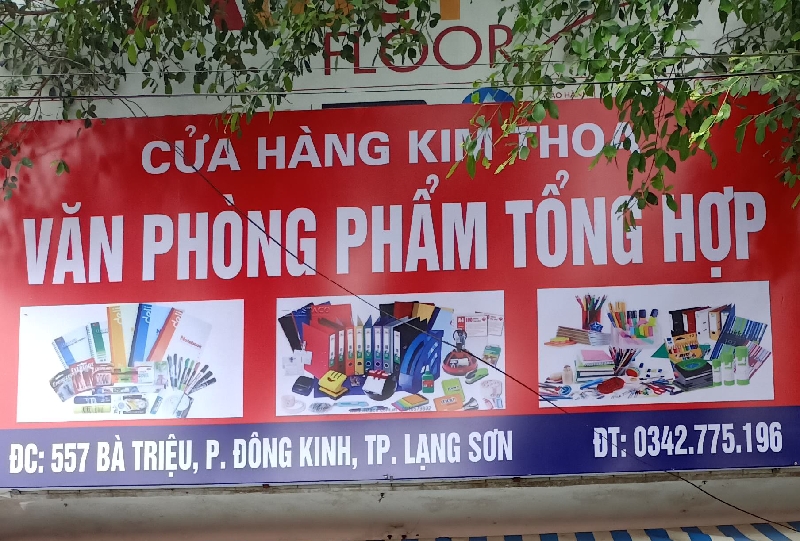 FLOOR
CỬA HÀNG KIM THOA
VĂN PHÒNG PHẨM TỔNG HỢP
ĐC: 557 BÀ TRIỆU, P. ĐÔNG KINH, TP. LẠNG SƠN
ĐT: 0342.775.196